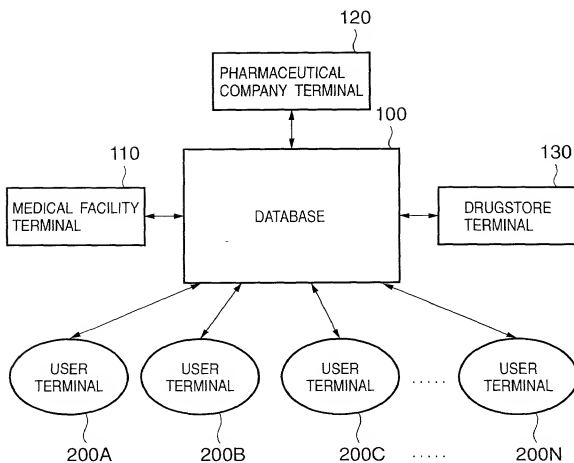 120
PHARMACEUTICAL
COMPANY TERMINAL
100
110
130
MEDICAL FACILITY
TERMINAL
DATABASE
DRUGSTORE
TERMINAL
USER
TERMINAL
USER
TERMINAL
USER
TERMINAL
.....
USER
TERMINAL
200A
200B
200C
.....
200N